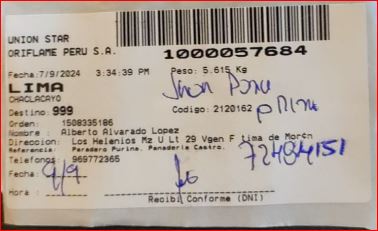 UNION STAR
ORIFLAME PERU S.A.
1000057684
Fecha:7/9/2024 3:34:39 PM Peso: 5.615 Kg
LIMA
CHACLACAYO
Destino: 999 Codigo: 2120162
Orden: 1508335186
Nombre : Alberto Alvarado Lopez
Direccion: Los Helenios Mz U Lt 29 Vgen F tima de Morón
Referencia: Paradero Purina. Panaderia Castro.
Telefonos: 969772365
Fecha: 9/9
Hora :
Recibi Conforme (DNI)